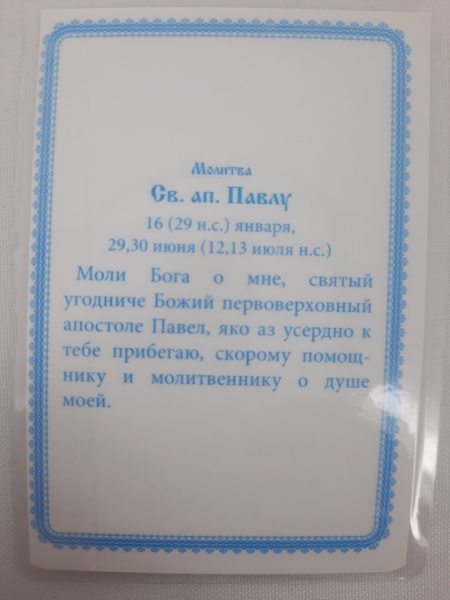 Молитва
Св. ап. Павлу
16 (29 н.с.) января,
29,30 июня (12,13 июля н.с.)
Моли Бога о мне, святый
угодниче Божий первоверховный
апостоле Павел, яко аз усердно к
тебе прибегаю, скорому помощ-
нику и молитвеннику о душе
моей.